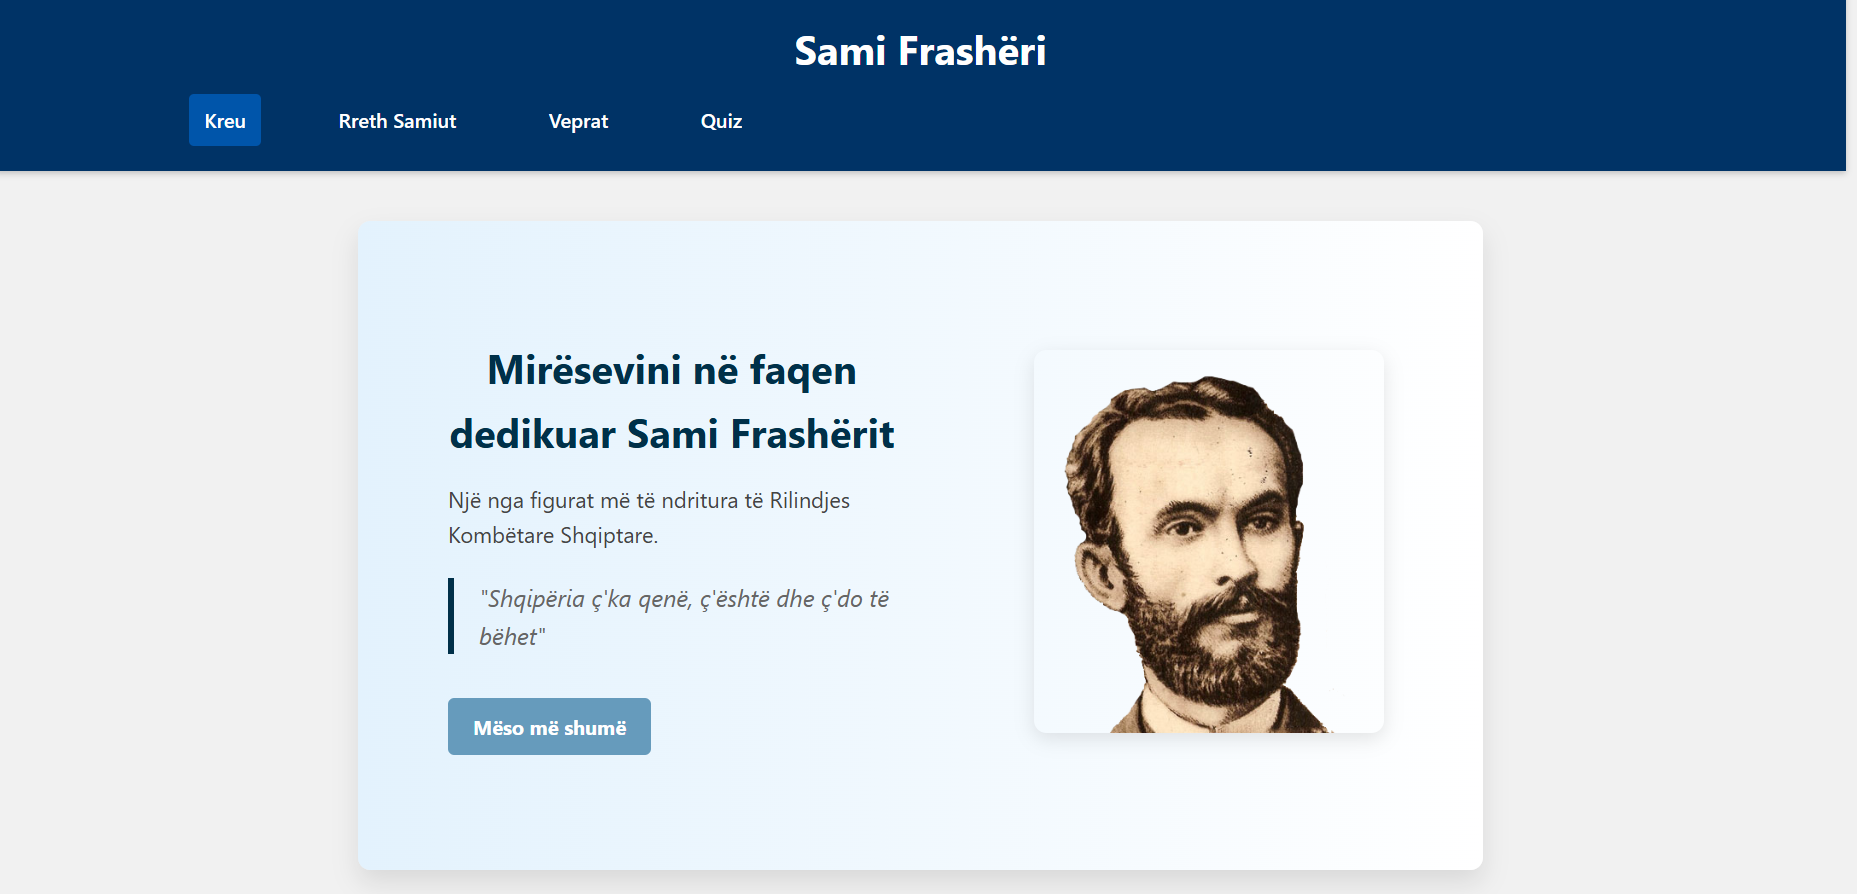 Sami Frashëri
Kreu Rreth Samiut Veprat Quiz
Mirësevini në faqen
dedikuar Sami Frashërit
Një nga figurat më të ndritura të Rilindjes
Kombëtare Shqiptare.
"Shqipëria ç'ka qenë, ç'është dhe ç'do të
bëhet"
Mëso më shumë